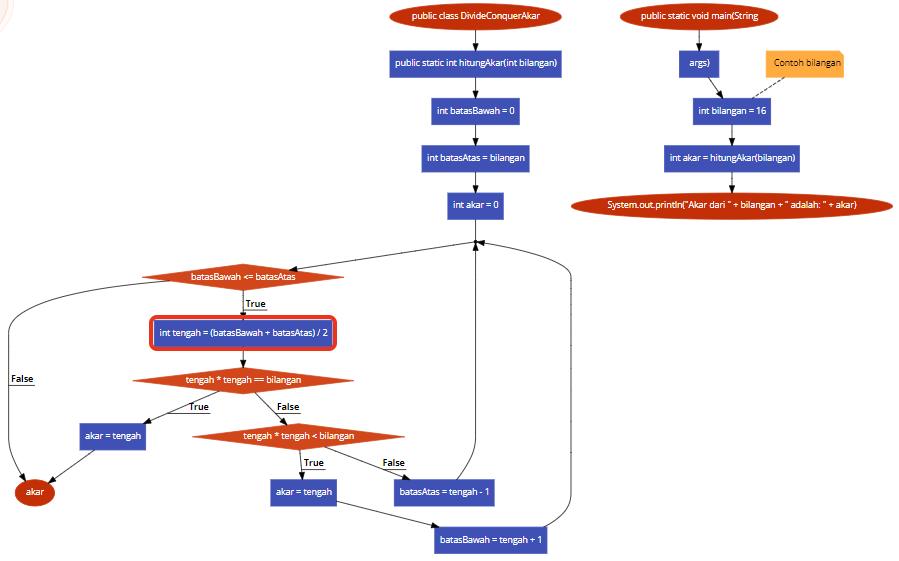 public class DivideConquerAkar
public static int hitungAkar(int bilangan)
int batasBawah = 0
int batasAtas = bilangan
int akar = 0
batasBawah <= batasAtas
True
int tengah = (batasBawah + batasAtas) / 2
False
tengah * tengah == bilangan
True
False
akar = tengah
tengah * tengah < bilangan
True
False
akar
akar = tengah
batasAtas = tengah - 1
batasBawah = tengah + 1
public static void main(String
args)
Contoh bilangan
int bilangan = 16
int akar = hitungAkar(bilangan)
System.out.println("Akar dari " + bilangan + " adalah: " + akar)